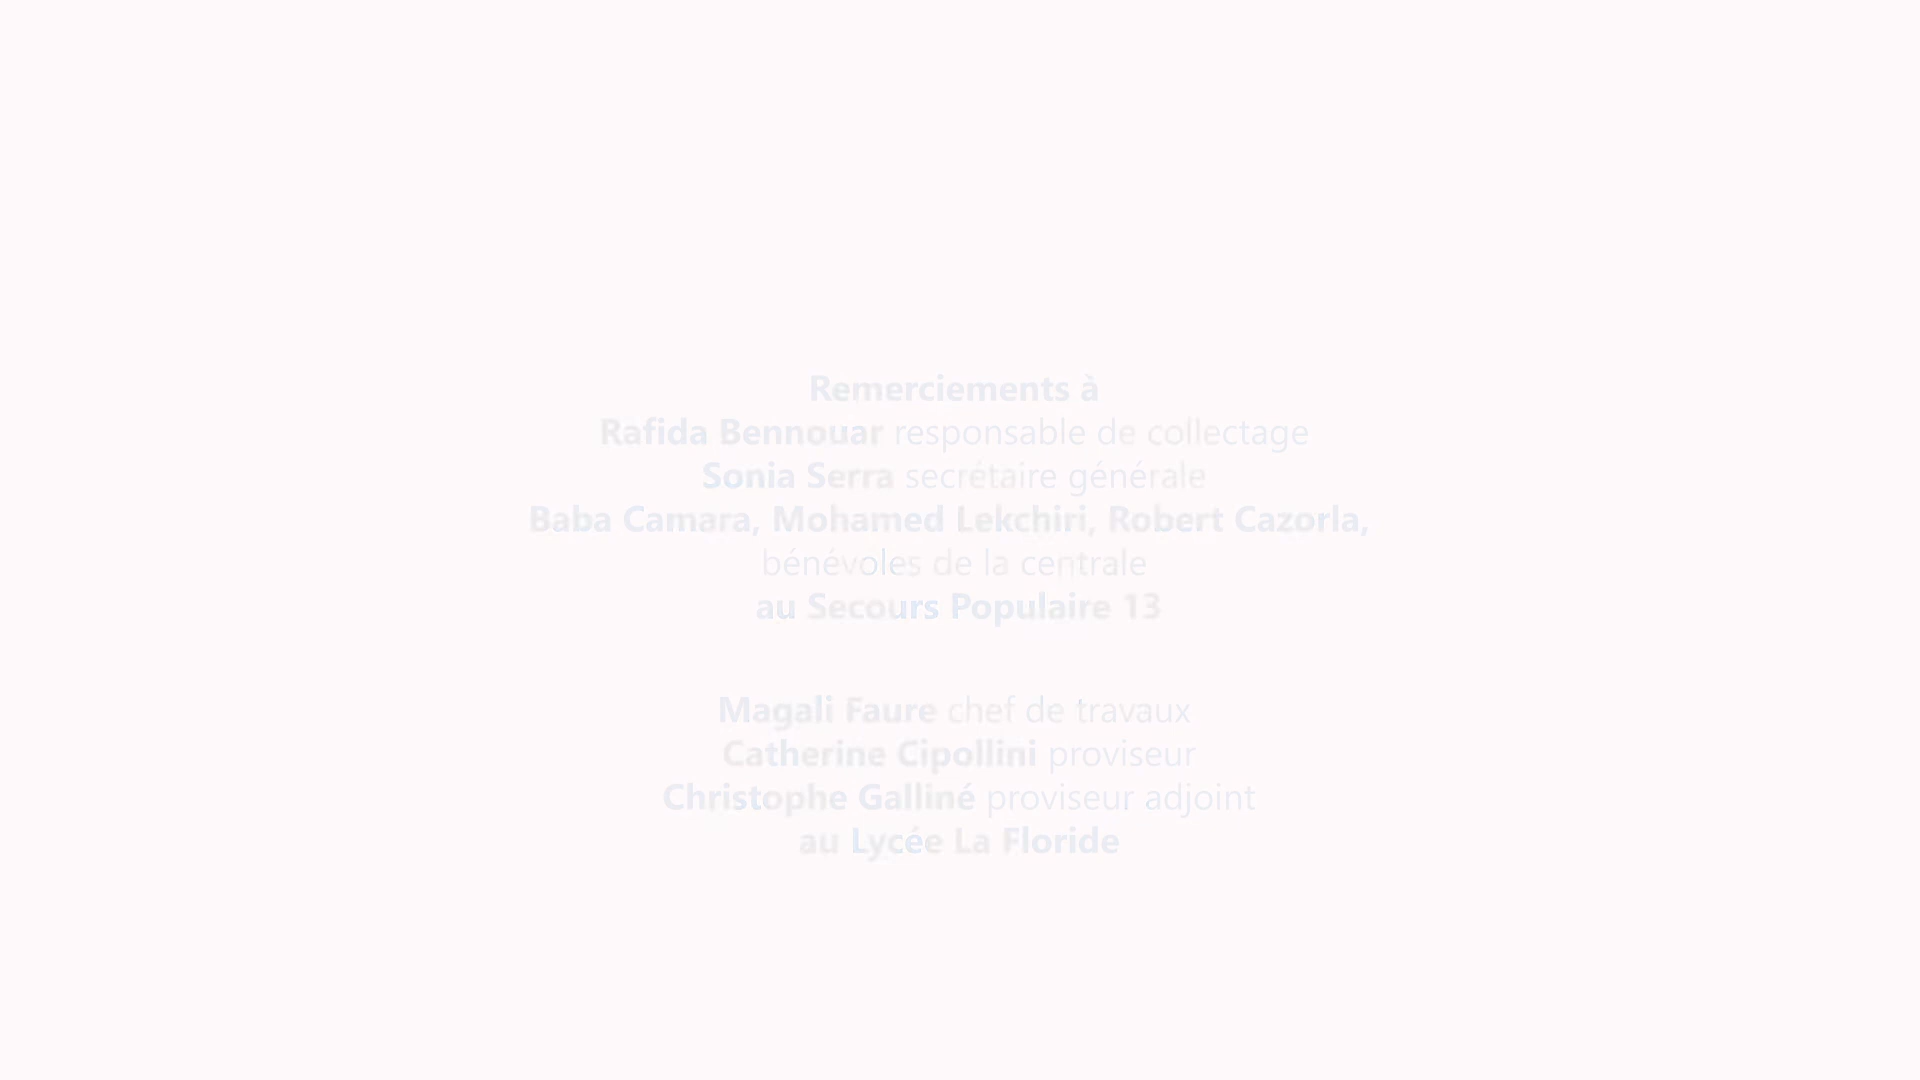 Remerciements à
Rafida Bennouar responsable de collectage
Sonia Serra secrétaire générale
Baba Camara, Mohamed Lekchiri, Robert Cazorla,
bénévoles de la centrale
au Secours Populaire 13
Magali Faure chef de travaux
Catherine Cipollini proviseur
Christophe Galliné proviseur adjoint
au Lycée La Floride